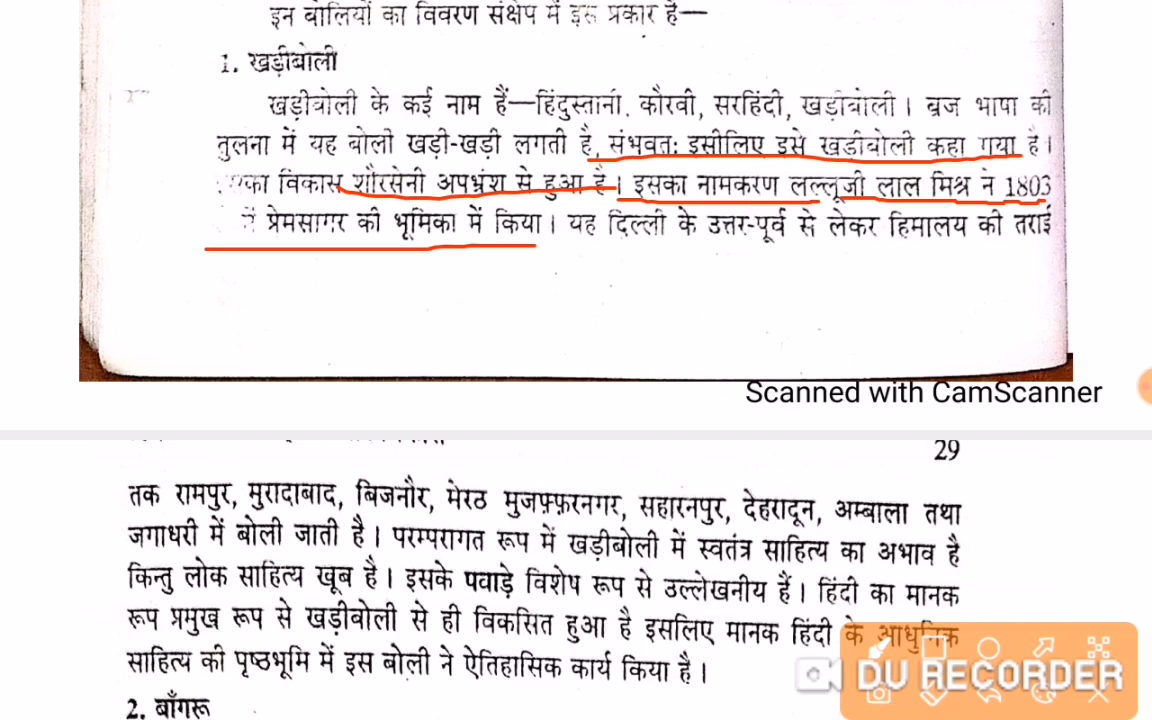 इन बोलियों का विवरण संक्षेप में इस प्रकार है—
1. खड़ीबोली
खड़ीबोली के कई नाम हैं—हिंदुस्तानी, कौरवी, सरहिंदी, खड़ीबोली। ब्रज भाषा की
तुलना में यह बोली खड़ी-खड़ी लगती है, संभवतः इसीलिए इसे खड़ीबोली कहा गया है।
विकास शौरसेनी अपभ्रंश से हुआ है। इसका नामकरण लल्लूजी लाल मिश्र ने 1803
में प्रेमसागर की भूमिका में किया। यह दिल्ली के उत्तर-पूर्व से लेकर हिमालय की तराई
Scanned with CamScanner
29
तक रामपुर, मुरादाबाद, बिजनौर, मेरठ मुजफ़्फ़रनगर, सहारनपुर, देहरादून, अम्बाला तथा
जगाधरी में बोली जाती है। परम्परागत रूप में खड़ीबोली में स्वतंत्र साहित्य का अभाव है
किन्तु लोक साहित्य खूब है। इसके पवाड़े विशेष रूप से उल्लेखनीय हैं। हिंदी का मानक
रूप प्रमुख रूप से खड़ीबोली से ही विकसित हुआ है इसलिए मानक हिंदी के आधुनिक
साहित्य की पृष्ठभूमि में इस बोली ने ऐतिहासिक कार्य किया है।
DU RECORDER
2. बाँगरू